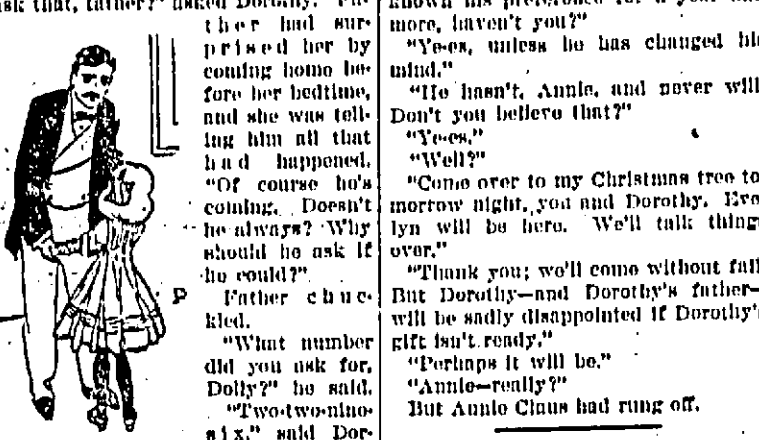 ask that, father?" asked Dorothy. Fa-
ther had sur-
prised her by
coming home be-
fore her bedtime,
and she was tell-
ing him all that
had happened.
"Of course he's
coming. Doesn't
he always? Why
should he ask if
he could?"
Father chuc-
kled.
"What number
did you ask for,
Dolly?" he said.
"Two-two-nine-
six," said Dor-
known his preference for a year and
more, haven't you?"
"Ye-es, unless he has changed his
mind."
"He hasn't, Annie, and never will.
Don't you believe that?"
"Ye-es."
"Well?"
"Come over to my Christmas tree to-
morrow night, you and Dorothy. Eve-
lyn will be here. We'll talk things
over."
"Thank you; we'll come without fail.
But Dorothy—and Dorothy's father—
will be sadly disappointed if Dorothy's
gift isn't ready."
"Perhaps it will be."
"Annie—really?"
But Annie Claus had rung off.